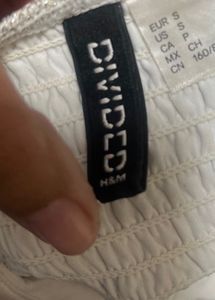 DIVIDED
H&M
EUR S
US S
CA P
MX CH
CN 160/